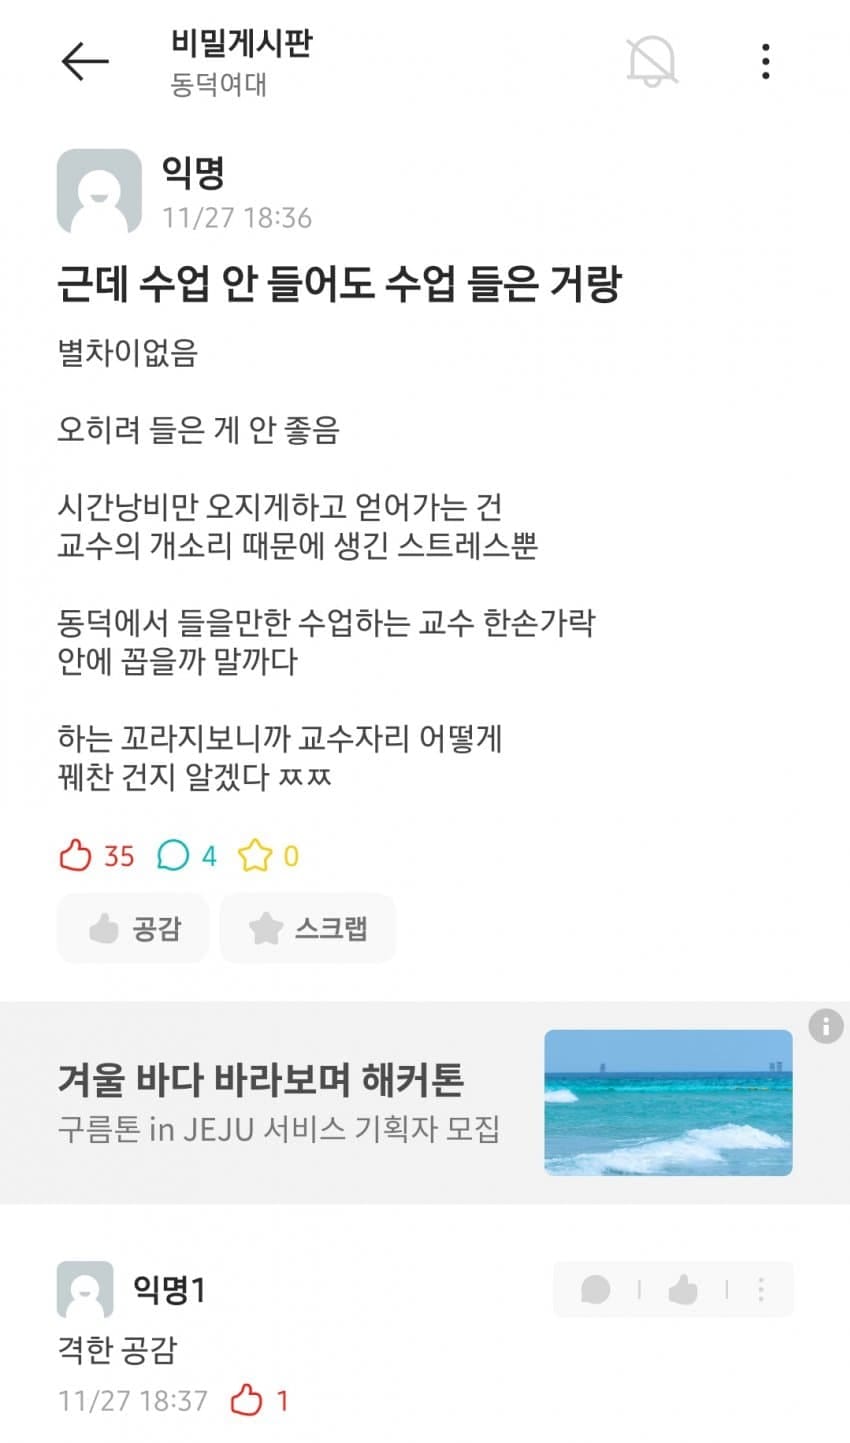 비밀게시판
동덕여대
익명
11/27 18:36
근데 수업 안 들어도 수업 들은 거랑
별차이없음
오히려 들은 게 안 좋음
시간낭비만 오지게하고 얻어가는 건
교수의 개소리 때문에 생긴 스트레스뿐
동덕에서 들을만한 수업하는 교수 한손가락
안에 꼽을까 말까다
하는 꼬라지보니까 교수자리 어떻게
꿰찬 건지 알겠다 ㅉㅉ
35 4 0
공감 스크랩
겨울 바다 바라보며 해커톤
구름톤 in JEJU 서비스 기획자 모집
익명1
격한 공감
11/27 18:37 1